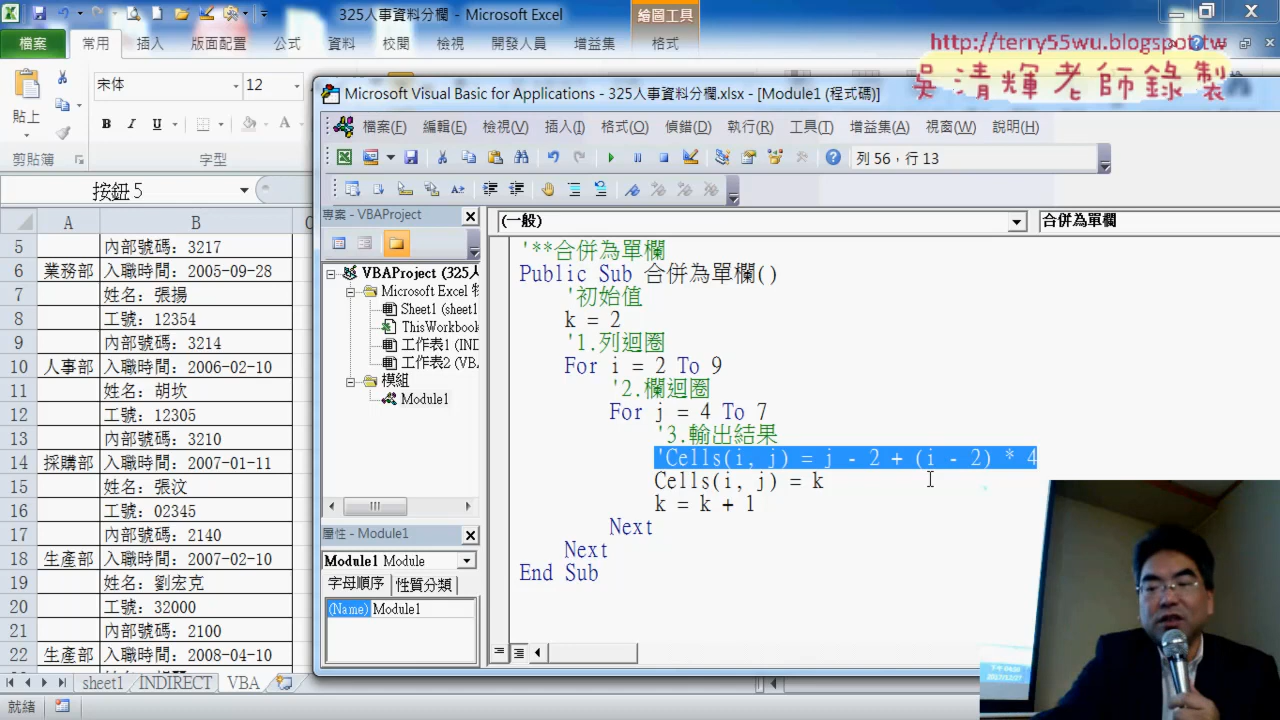 325人事資料分欄 - Microsoft Excel
繪圖工具
檔案
常用
插入
版面配置
公式
資料
校閱
檢視
開發人員
增益集
格式
http://terry55wu.blogspot.tw
吳清輝老師錄製
宋体
12
貼上
B I U
剪貼簿
字型
按鈕 5
A B
5 內部號碼：3217
6 業務部 入職時間：2005-09-28
7 姓名：張揚
8 工號：12354
9 內部號碼：3214
10 人事部 入職時間：2006-02-10
11 姓名：胡坎
12 工號：12305
13 內部號碼：3210
14 採購部 入職時間：2007-01-11
15 姓名：張汶
16 工號：02345
17 內部號碼：2140
18 生產部 入職時間：2007-02-10
19 姓名：劉宏克
20 工號：32000
21 內部號碼：2100
22 生產部 入職時間：2008-04-10
sheet1 INDIRECT VBA
就緒
Microsoft Visual Basic for Applications - 325人事資料分欄.xlsx - [Module1 (程式碼)]
檔案(F) 編輯(E) 檢視(V) 插入(I) 格式(O) 偵錯(D) 執行(R) 工具(T) 增益集(A) 視窗(W) 說明(H)
列 56，行 13
專案 - VBAProject
VBAProject (325人
Microsoft Excel 物
Sheet1 (sheet1
ThisWorkbook
工作表1 (IND
工作表2 (VBA
模組
Module1
屬性 - Module1
Module1 Module
字母順序 性質分類
(Name) Module1
(一般)
合併為單欄
'**合併為單欄
Public Sub 合併為單欄()
'初始值
k = 2
'1.列迴圈
For i = 2 To 9
'2.欄迴圈
For j = 4 To 7
'3.輸出結果
'Cells(i, j) = j - 2 + (i - 2) * 4
Cells(i, j) = k
k = k + 1
Next
Next
End Sub
2017/12/27